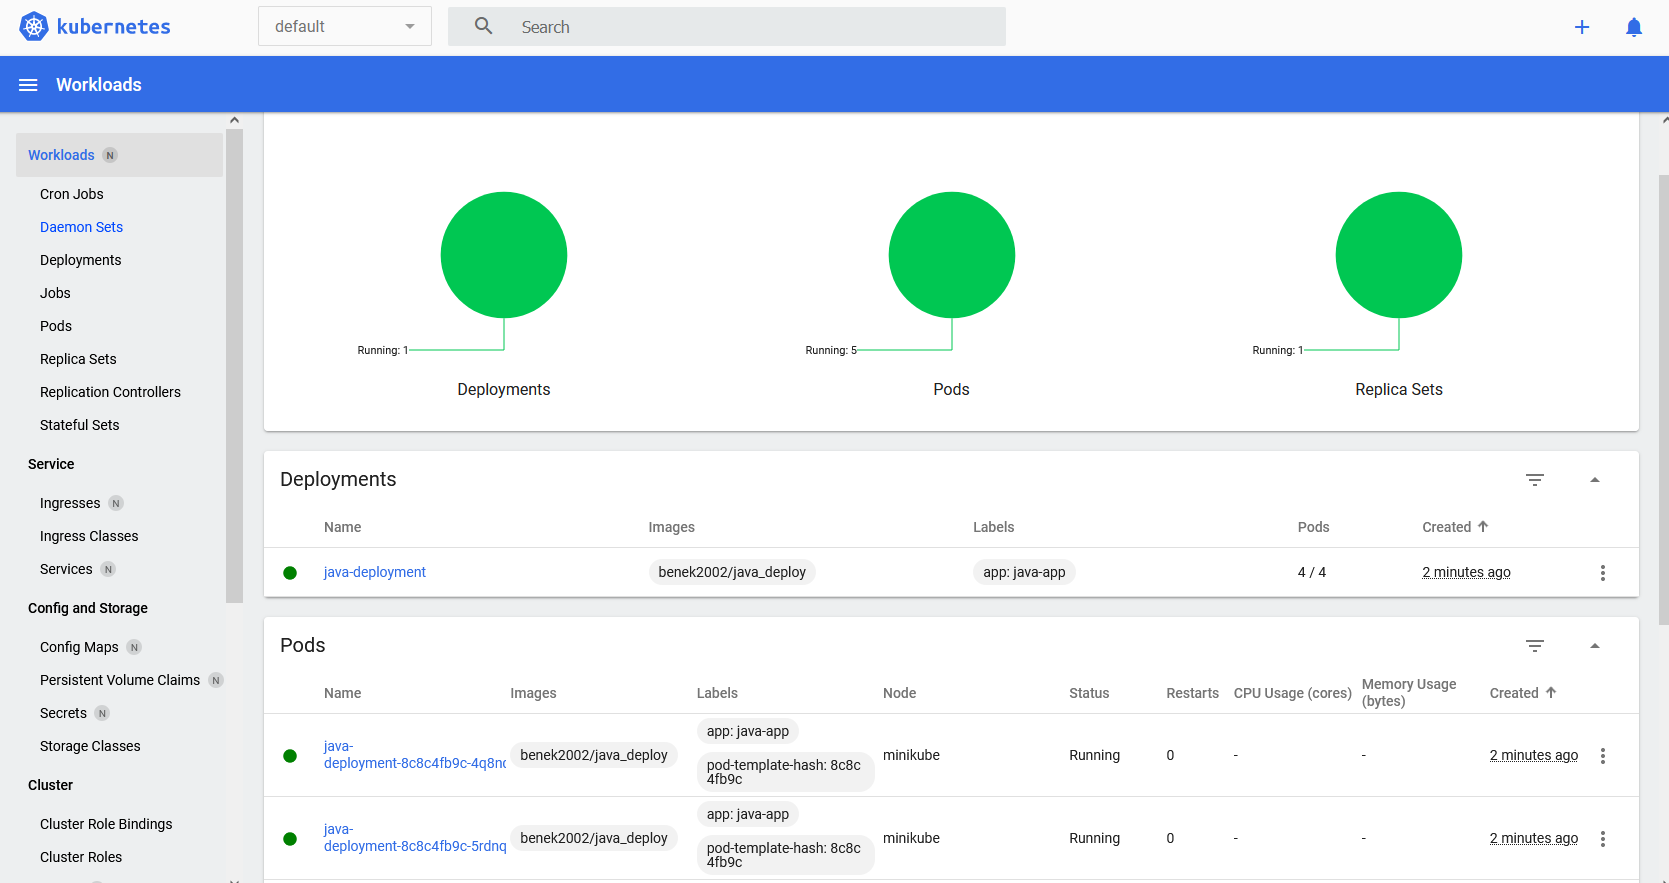 kubernetes
default
Search
Workloads
Workloads N
Cron Jobs
Daemon Sets
Deployments
Jobs
Pods
Replica Sets
Replication Controllers
Stateful Sets
Service
Ingresses N
Ingress Classes
Services N
Config and Storage
Config Maps N
Persistent Volume Claims N
Secrets N
Storage Classes
Cluster
Cluster Role Bindings
Cluster Roles
Running: 1
Deployments
Running: 5
Pods
Running: 1
Replica Sets
Deployments
Name Images Labels Pods Created
java-deployment benek2002/java_deploy app: java-app 4 / 4 2 minutes ago
Pods
Name Images Labels Node Status Restarts CPU Usage (cores) Memory Usage
(bytes) Created
java-
deployment-8c8c4fb9c-4q8n
benek2002/java_deploy
app: java-app
pod-template-hash: 8c8c
4fb9c
minikube Running 0 - - 2 minutes ago
java-
deployment-8c8c4fb9c-5rdnq
benek2002/java_deploy
app: java-app
pod-template-hash: 8c8c
4fb9c
minikube Running 0 - - 2 minutes ago